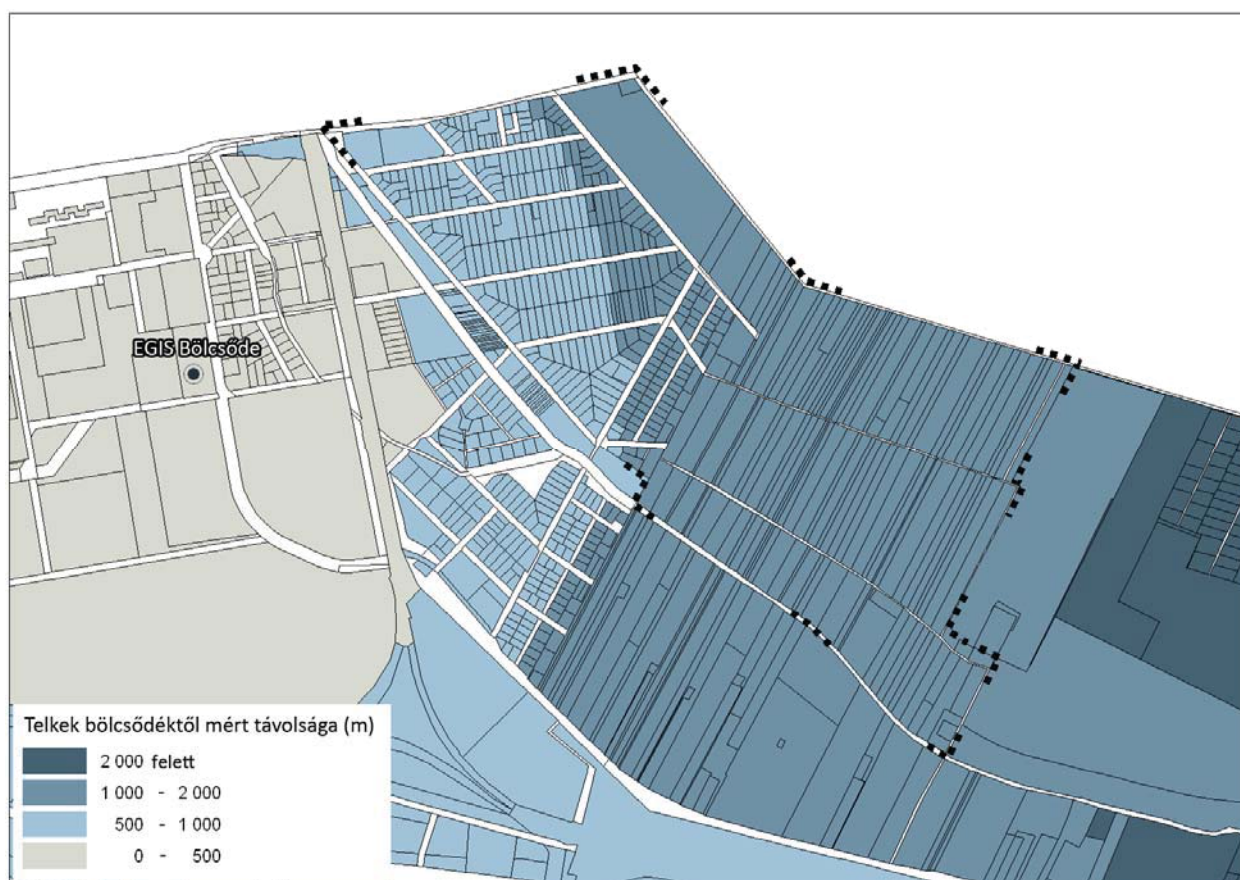 EGIS Bölcsőde
Telkek bölcsődéktől mért távolsága (m)
2 000 felett
1 000 - 2 000
500 - 1 000
0 - 500